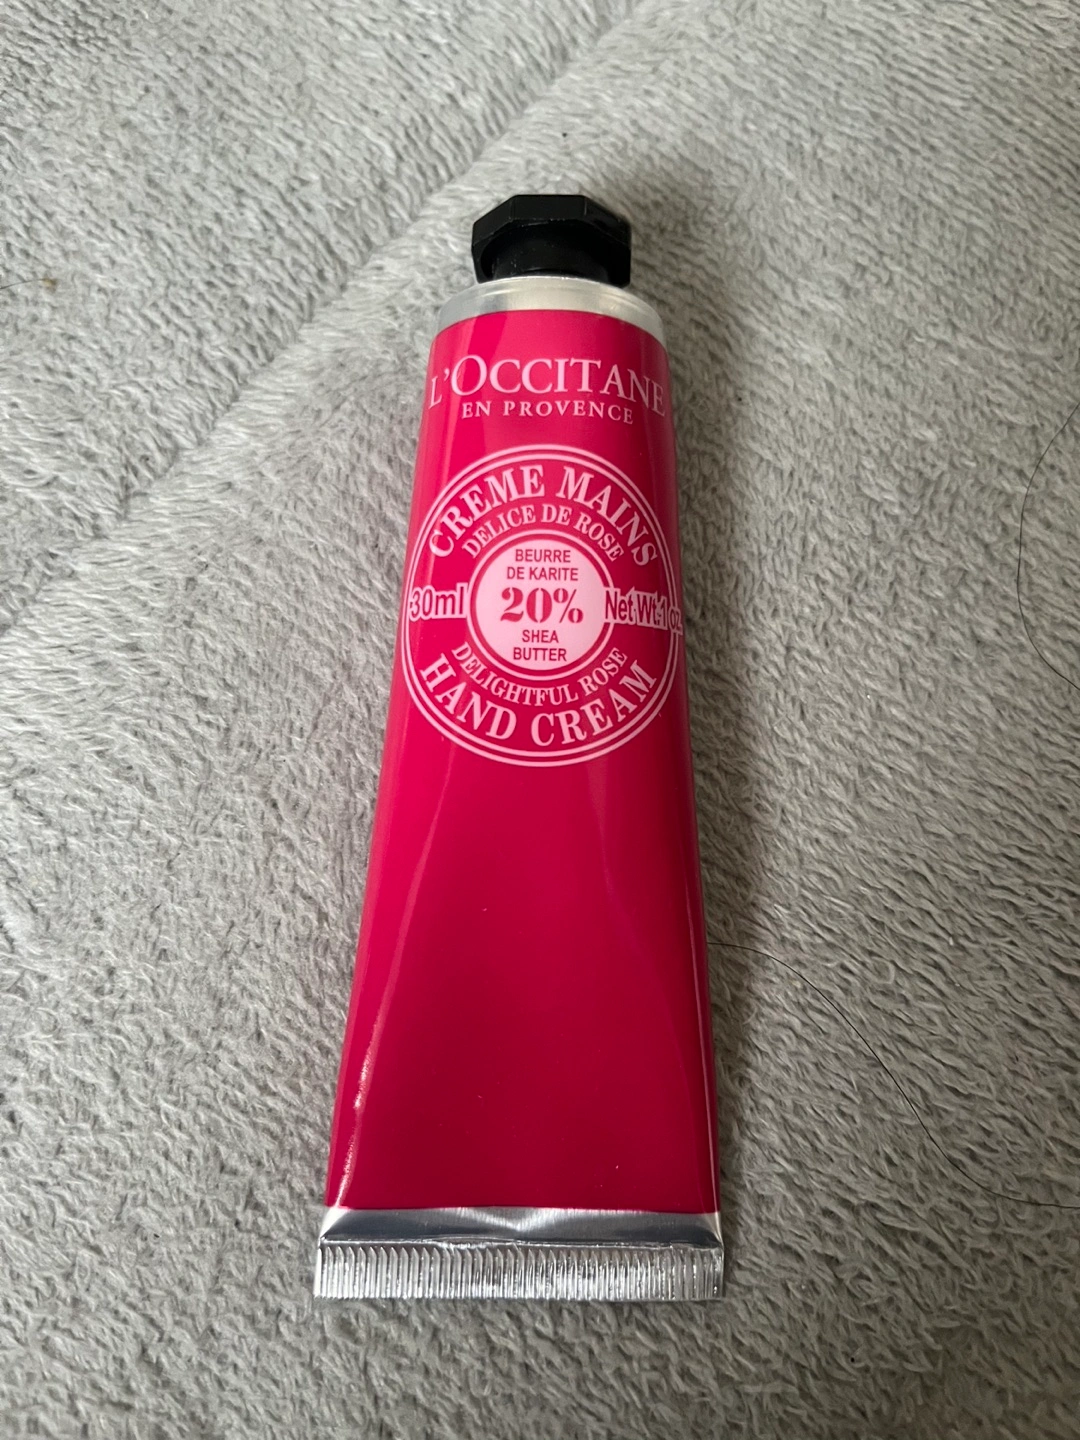 L'OCCITANE
EN PROVENCE
CREME MAINS
DELICE DE ROSE
BEURRE
DE KARITE
30ml
20%
Net Wt. 1 oz.
SHEA
BUTTER
DELIGHTFUL ROSE
HAND CREAM